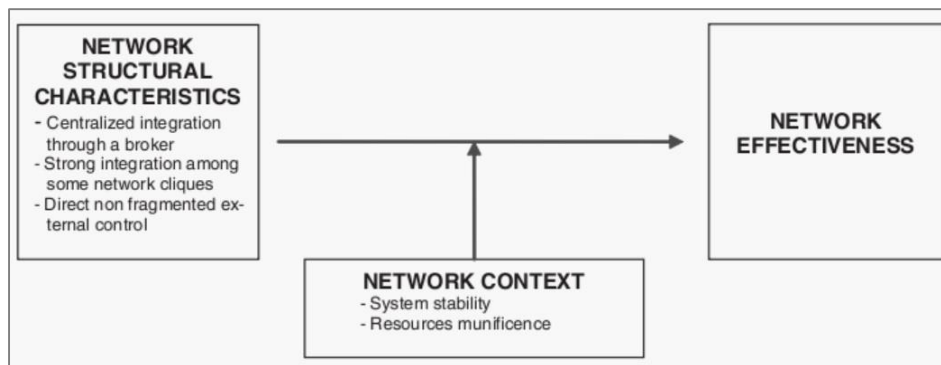 NETWORK
STRUCTURAL
CHARACTERISTICS
- Centralized integration
through a broker
- Strong integration among
some network cliques
- Direct non fragmented ex-
ternal control
NETWORK
EFFECTIVENESS
NETWORK CONTEXT
- System stability
- Resources munificence